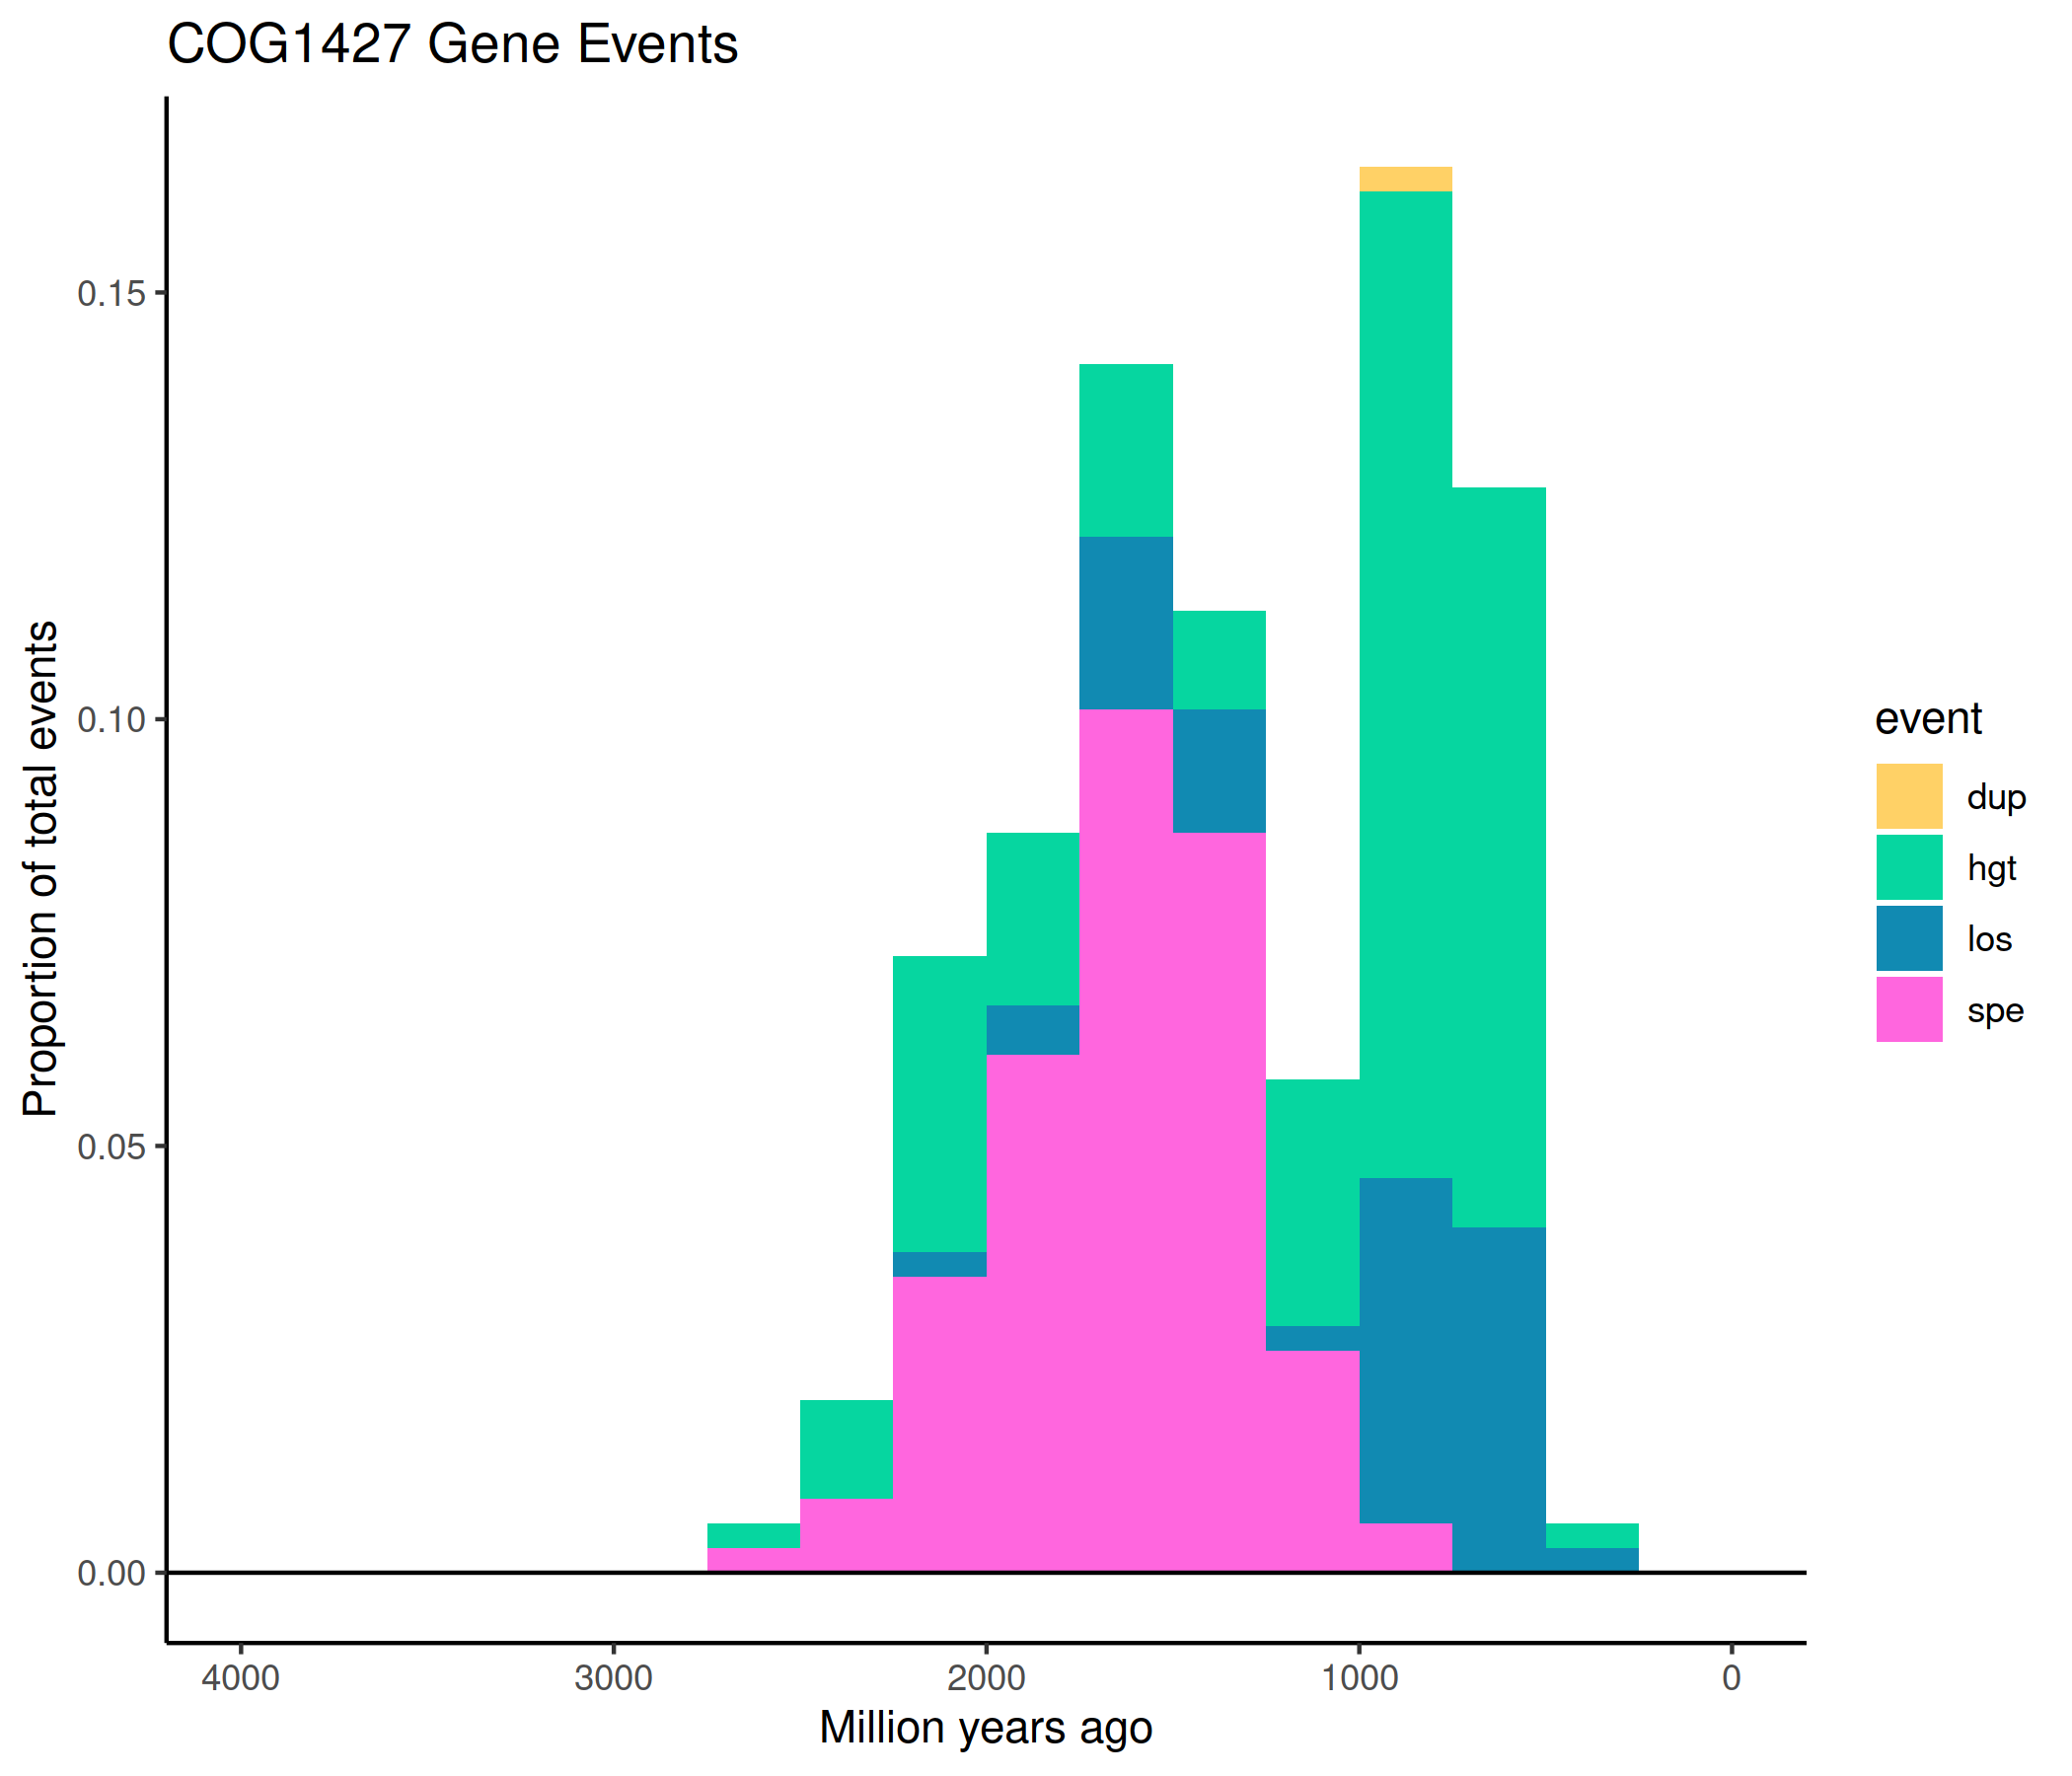 COG1427 Gene Events
Proportion of total events
0.15
0.10
0.05
0.00
4000 3000 2000 1000 0
Million years ago
event
dup
hgt
los
spe